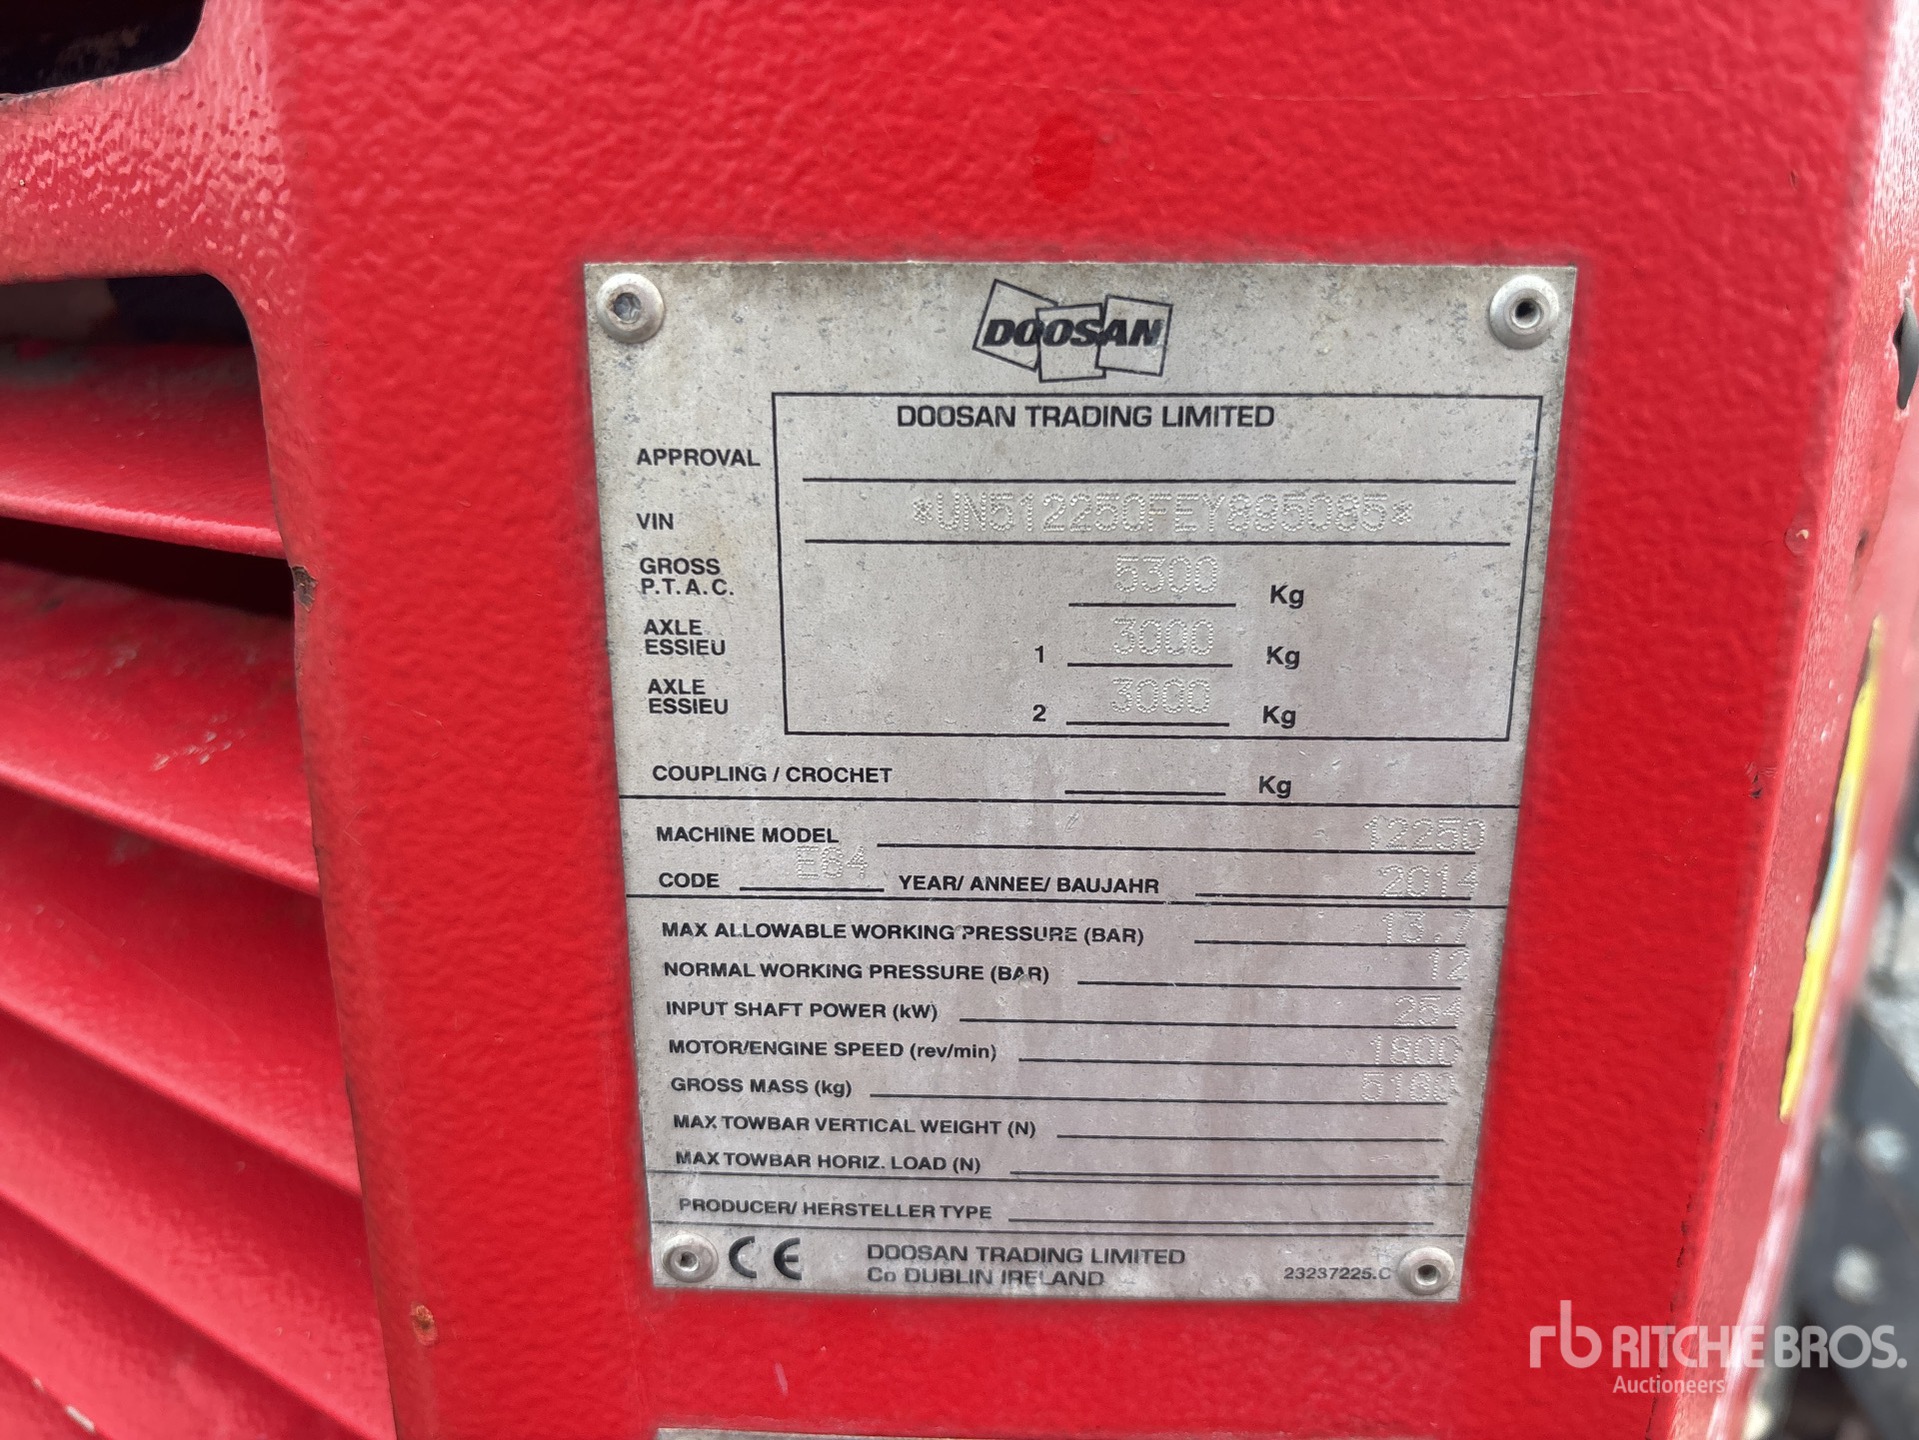 DOOSAN
DOOSAN TRADING LIMITED
APPROVAL
VIN *UN512250FEY895085*
GROSS P.T.A.C. 5300 Kg
AXLE ESSIEU 1 3000 Kg
AXLE ESSIEU 2 3000 Kg
COUPLING / CROCHET Kg
MACHINE MODEL 12250
CODE E64 YEAR/ ANNEE/ BAUJAHR 2014
MAX ALLOWABLE WORKING PRESSURE (BAR) 13.7
NORMAL WORKING PRESSURE (BAR) 12
INPUT SHAFT POWER (kW) 254
MOTOR/ENGINE SPEED (rev/min) 1800
GROSS MASS (kg) 5180
MAX TOWBAR VERTICAL WEIGHT (N)
MAX TOWBAR HORIZ. LOAD (N)
PRODUCER/ HERSTELLER TYPE
CE DOOSAN TRADING LIMITED
Co DUBLIN IRELAND 23237225.C
rb RITCHIE BROS.
Auctioneers